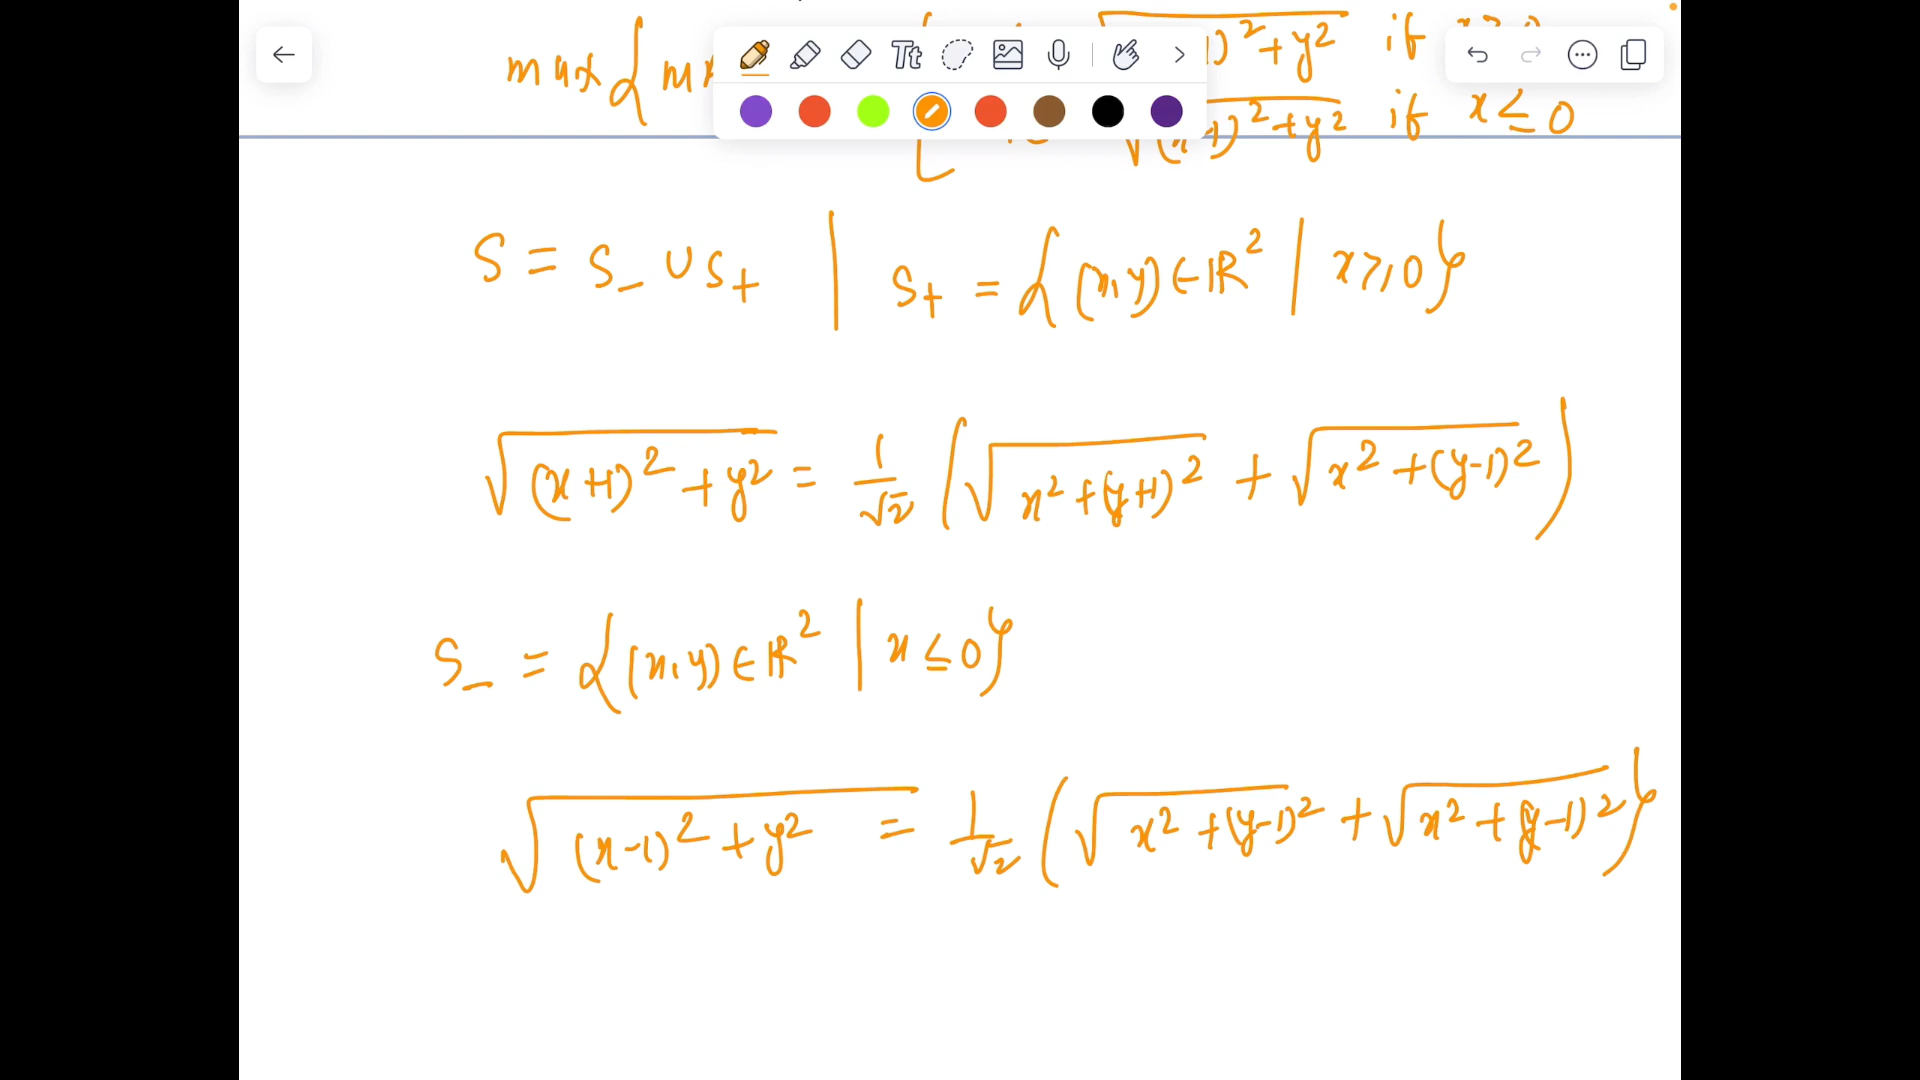 max { ma )² + y² if
)² + y² if x ≤ 0
S = S₋ ∪ S₊ | S₊ = {(x,y) ∈ ℝ² | x ≥ 0}
√((x+1)² + y²) = 1/√2 (√(x² + (y+1)²) + √(x² + (y-1)²))
S₋ = {(x,y) ∈ ℝ² | x ≤ 0}
√((x-1)² + y²) = 1/√2 (√(x² + (y-1)²) + √(x² + (y-1)²)}